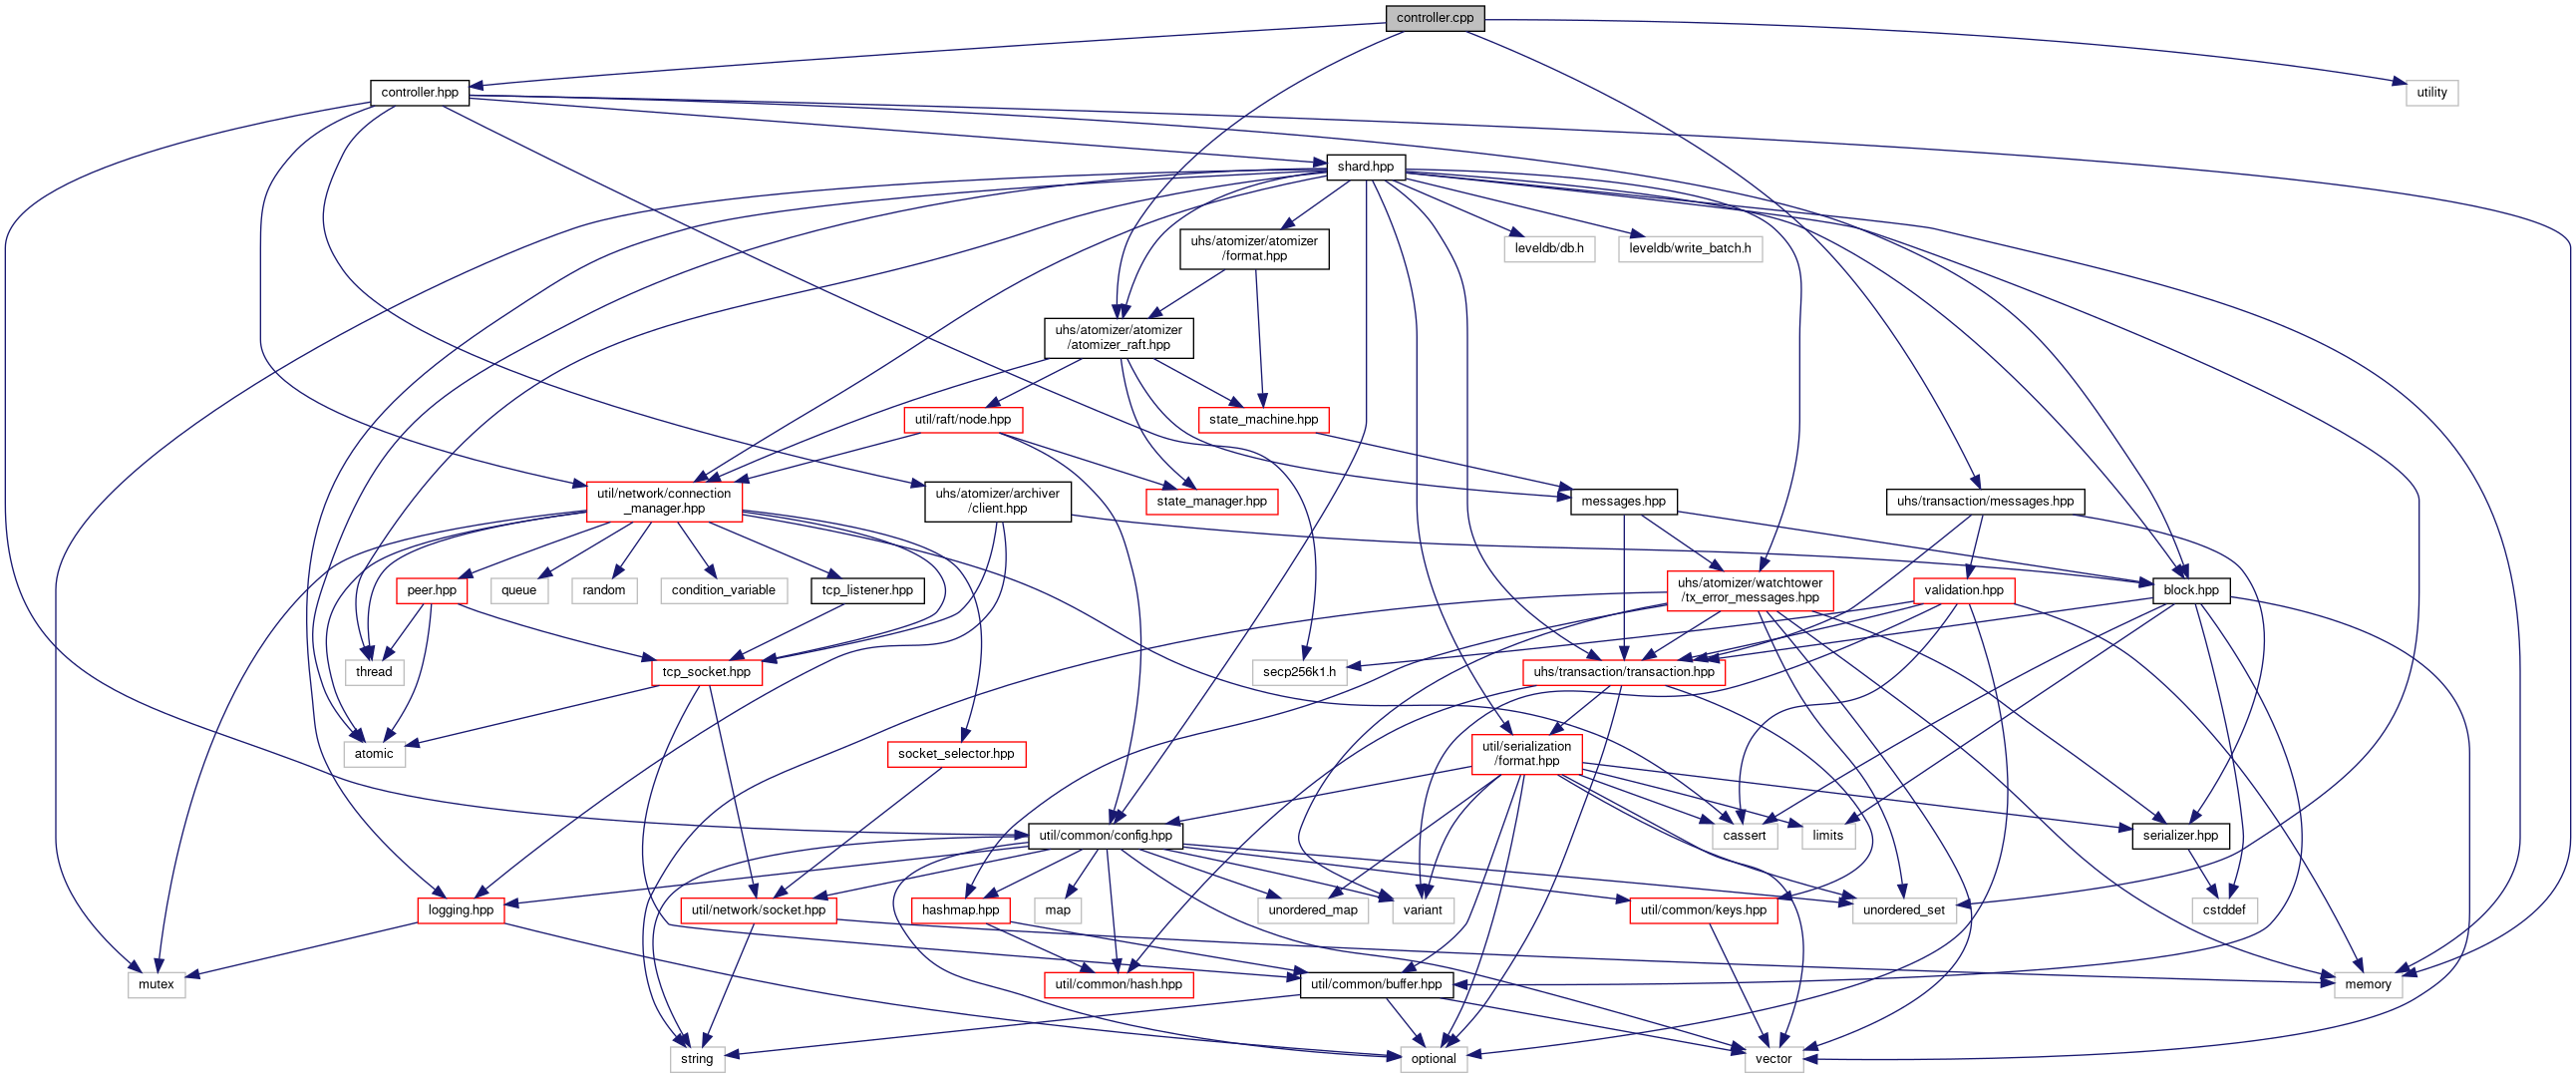 controller.cpp
controller.hpp
utility
shard.hpp
uhs/atomizer/atomizer
/format.hpp
leveldb/db.h
leveldb/write_batch.h
uhs/atomizer/atomizer
/atomizer_raft.hpp
util/raft/node.hpp
state_machine.hpp
util/network/connection
_manager.hpp
uhs/atomizer/archiver
/client.hpp
state_manager.hpp
messages.hpp
uhs/transaction/messages.hpp
peer.hpp
queue
random
condition_variable
tcp_listener.hpp
uhs/atomizer/watchtower
/tx_error_messages.hpp
validation.hpp
block.hpp
thread
tcp_socket.hpp
secp256k1.h
uhs/transaction/transaction.hpp
atomic
socket_selector.hpp
util/serialization
/format.hpp
util/common/config.hpp
cassert
limits
serializer.hpp
logging.hpp
util/network/socket.hpp
hashmap.hpp
map
unordered_map
variant
util/common/keys.hpp
unordered_set
cstddef
mutex
util/common/hash.hpp
util/common/buffer.hpp
memory
string
optional
vector